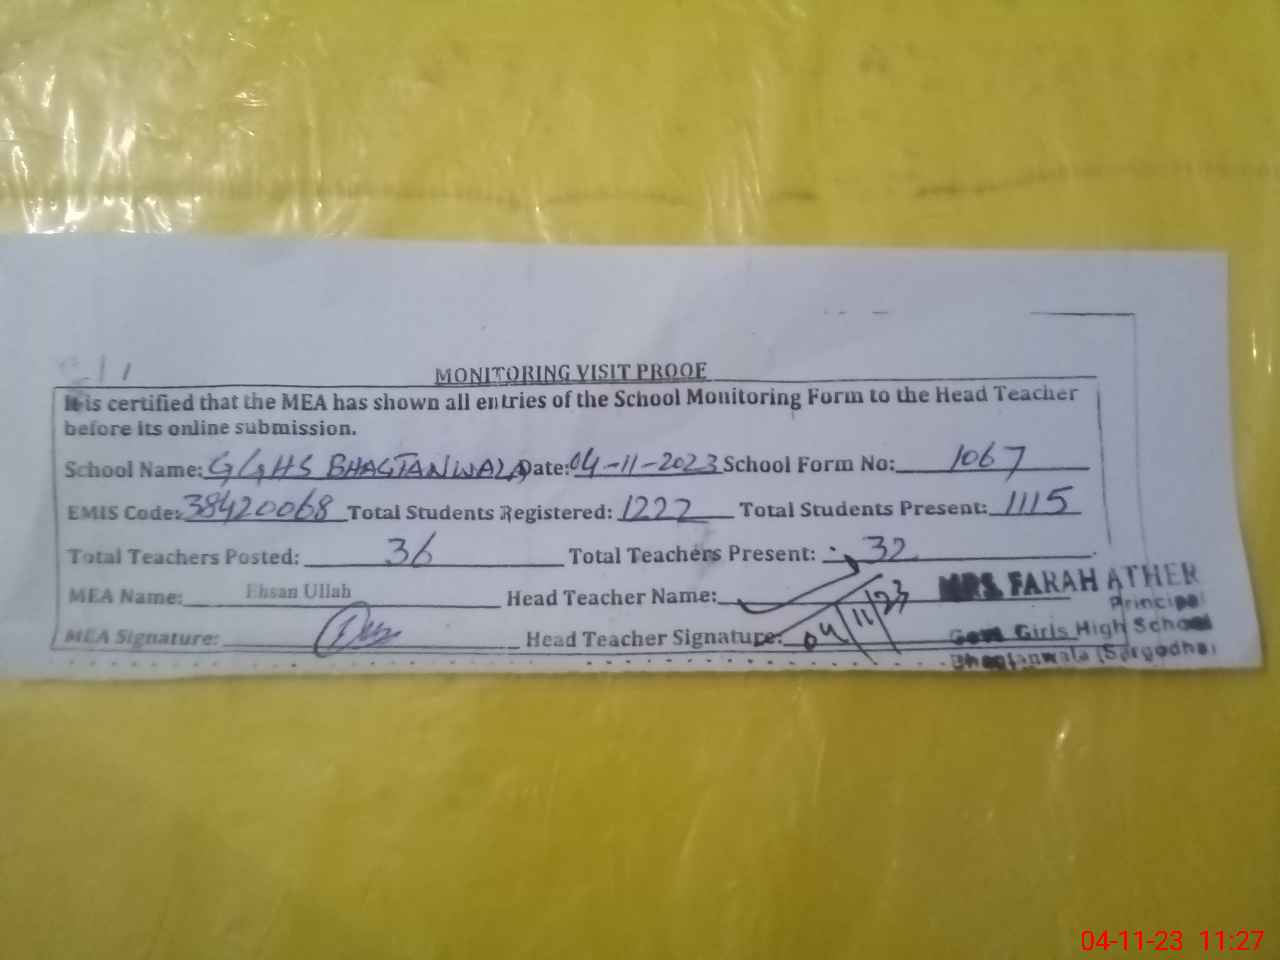 MONITORING VISIT PROOF
It is certified that the MEA has shown all entries of the School Monitoring Form to the Head Teacher
before its online submission.
School Name: GGHS BHAGTANWALA Date: 04-11-2023 School Form No: 1067
EMIS Code: 38420068 Total Students Registered: 1222 Total Students Present: 1115
Total Teachers Posted: 36 Total Teachers Present: 32
MEA Name: Ehsan Ullah Head Teacher Name: MRS. FARAH ATHER
Principal
MEA Signature: Head Teacher Signature: 04/11/23 Govt Girls High School
Bhagtanwala (Sargodha)
04-11-23 11:27